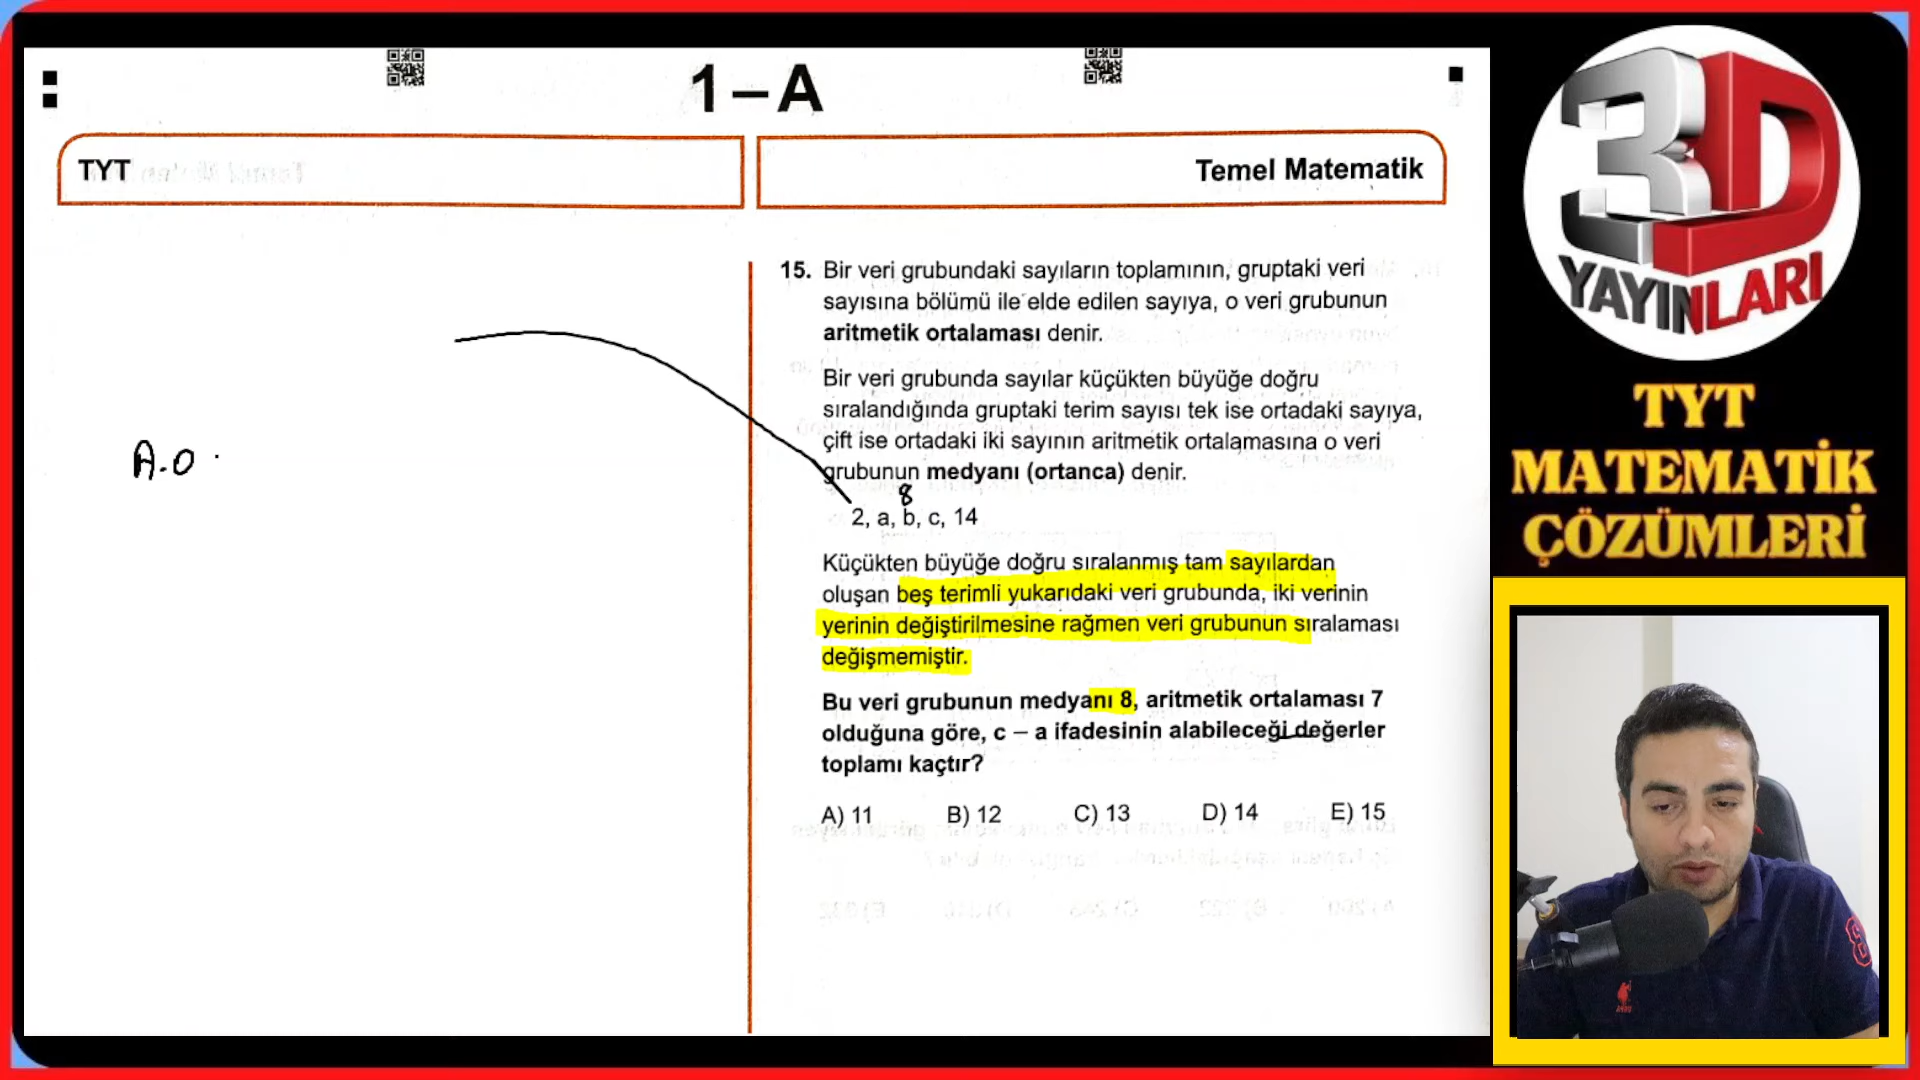 1 – A
TYT
Temel Matematik
A.O
15. Bir veri grubundaki sayıların toplamının, gruptaki veri
sayısına bölümü ile elde edilen sayıya, o veri grubunun
aritmetik ortalaması denir.
Bir veri grubunda sayılar küçükten büyüğe doğru
sıralandığında gruptaki terim sayısı tek ise ortadaki sayıya,
çift ise ortadaki iki sayının aritmetik ortalamasına o veri
grubunun medyanı (ortanca) denir.
8
2, a, b, c, 14
Küçükten büyüğe doğru sıralanmış tam sayılardan
oluşan beş terimli yukarıdaki veri grubunda, iki verinin
yerinin değiştirilmesine rağmen veri grubunun sıralaması
değişmemiştir.
Bu veri grubunun medyanı 8, aritmetik ortalaması 7
olduğuna göre, c – a ifadesinin alabileceği değerler
toplamı kaçtır?
A) 11 B) 12 C) 13 D) 14 E) 15
3D
YAYINLARI
TYT
MATEMATİK
ÇÖZÜMLERİ